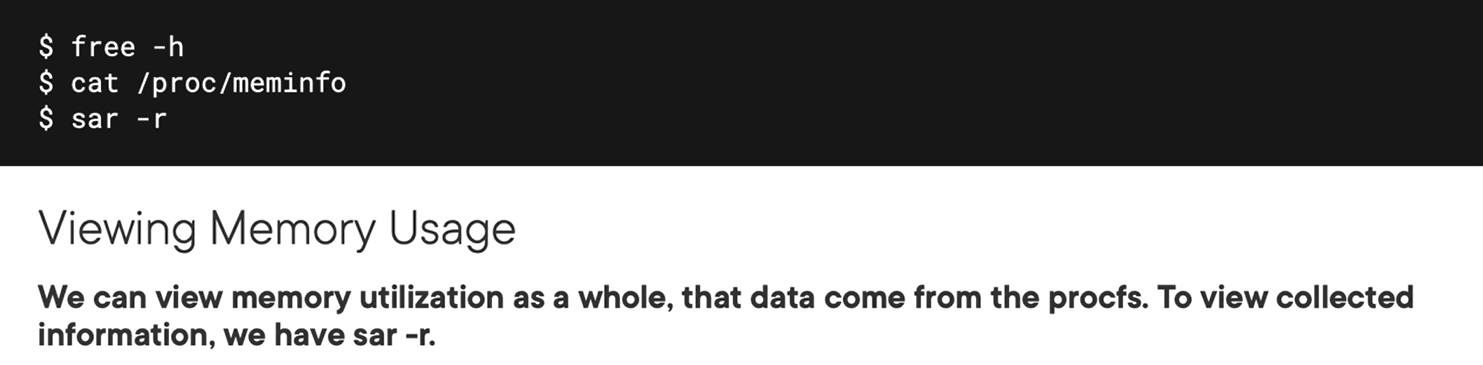 $ free -h
$ cat /proc/meminfo
$ sar -r
Viewing Memory Usage
We can view memory utilization as a whole, that data come from the procfs. To view collected
information, we have sar -r.